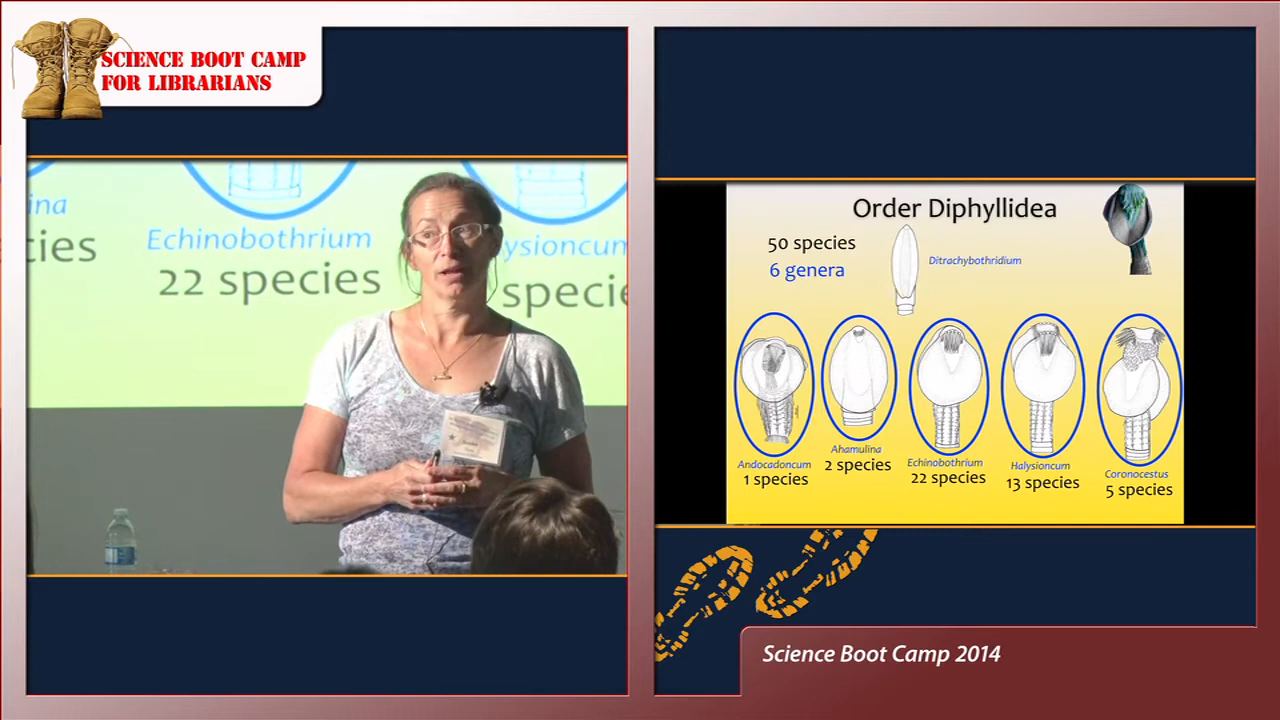 SCIENCE BOOT CAMP
FOR LIBRARIANS
Echinobothrium
22 species
Order Diphyllidea
50 species
6 genera
Ditrachybothridium
Andocadoncum
1 species
Ahamulina
2 species
Echinobothrium
22 species
Halysioncum
13 species
Coronocestus
5 species
Science Boot Camp 2014